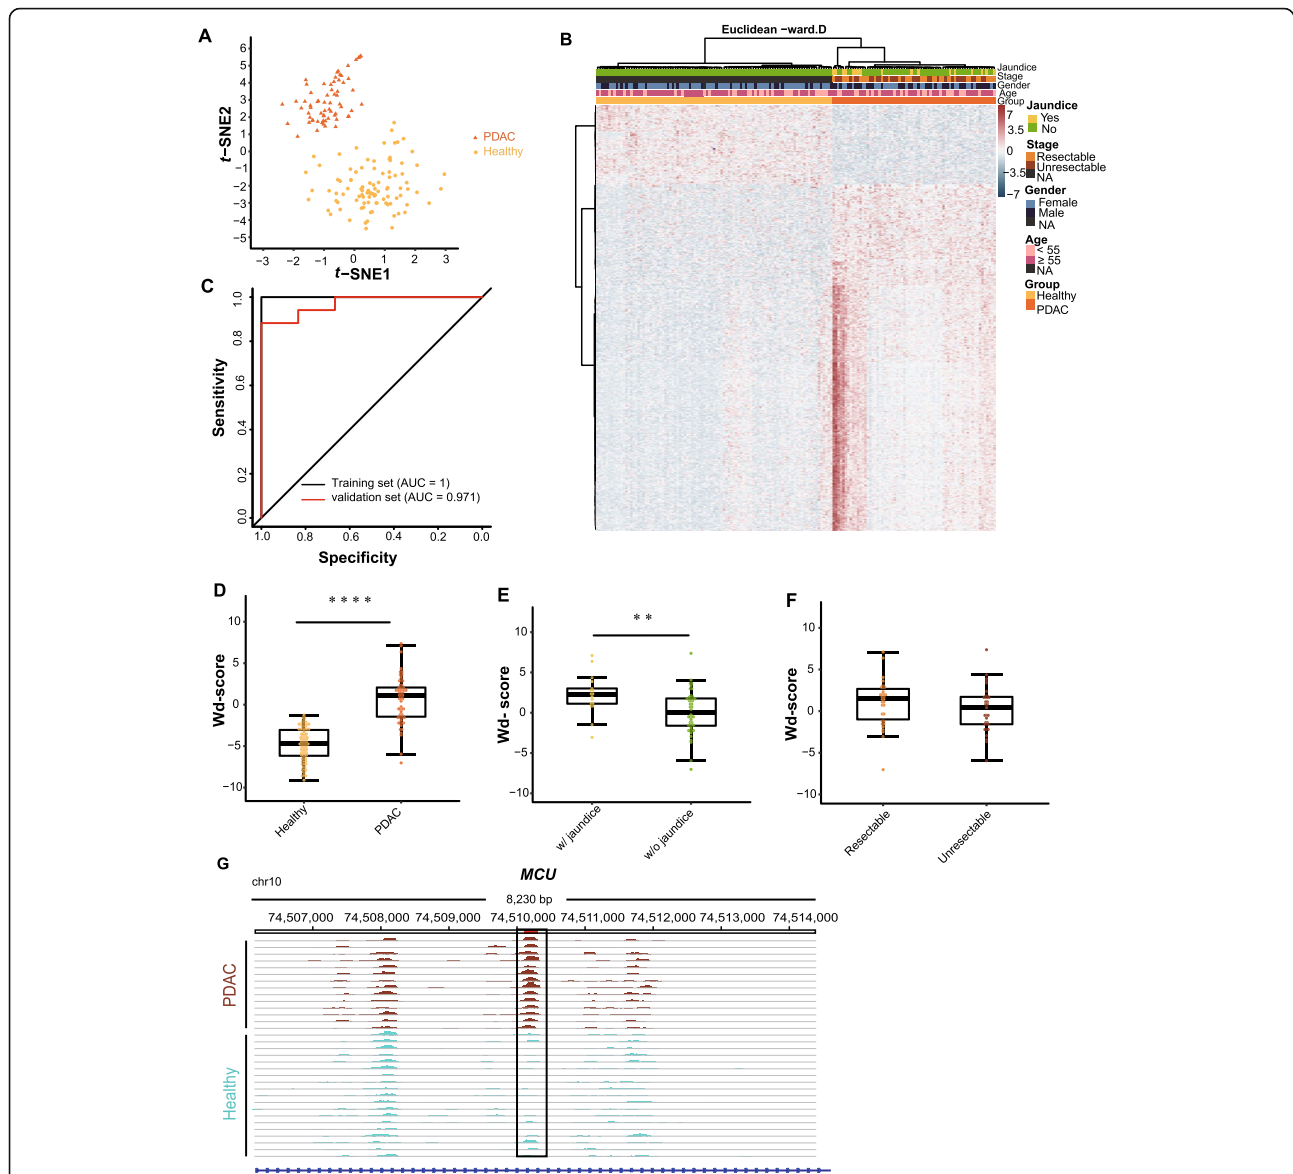 A
6
5
4
3
2
1
0
−1
−2
−3
−4
−5
t−SNE2
−3 −2 −1 0 1 2 3
t−SNE1
PDAC
Healthy
B
Euclidean −ward.D
Jaundice
Stage
Gender
Age
Group
7
3.5
0
−3.5
−7
Jaundice
Yes
No
Stage
Resectable
Unresectable
NA
Gender
Female
Male
NA
Age
< 55
≥ 55
NA
Group
Healthy
PDAC
C
1.0
0.8
0.6
0.4
0.2
0.0
Sensitivity
Training set (AUC = 1)
validation set (AUC = 0.971)
1.0 0.8 0.6 0.4 0.2 0.0
Specificity
D
****
10
5
0
−5
−10
Wd-score
Healthy
PDAC
E
**
10
5
0
−5
−10
Wd- score
w/ jaundice
w/o jaundice
F
10
5
0
−5
−10
Wd-score
Resectable
Unresectable
G
MCU
chr10
8,230 bp
74,507,000 74,508,000 74,509,000 74,510,000 74,511,000 74,512,000 74,513,000 74,514,000
PDAC
Healthy